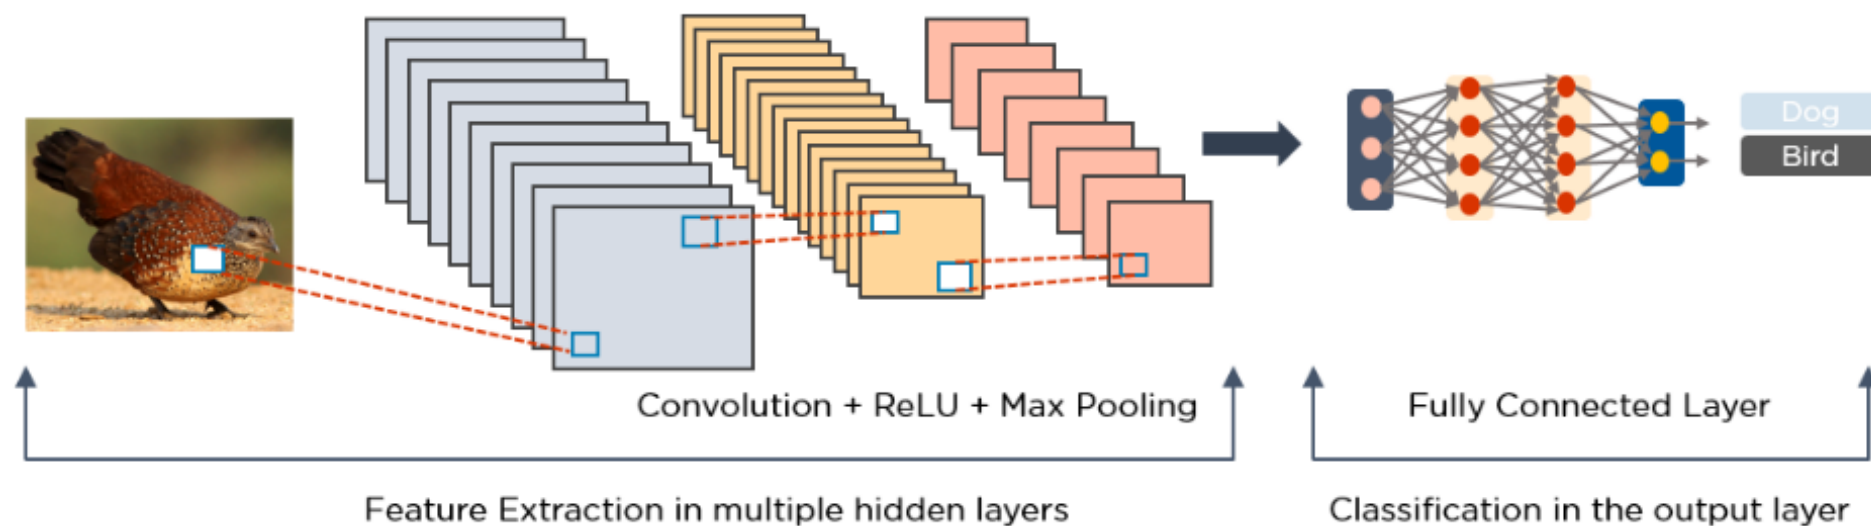 Dog
Bird
Convolution + ReLU + Max Pooling
Fully Connected Layer
Feature Extraction in multiple hidden layers
Classification in the output layer